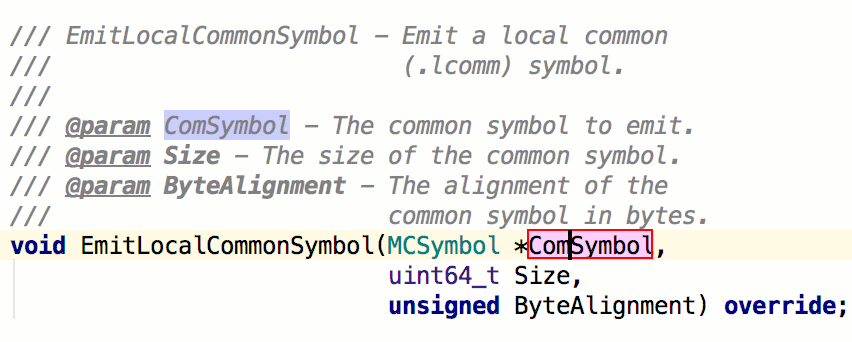 /// EmitLocalCommonSymbol – Emit a local common
/// (.lcomm) symbol.
///
/// @param ComSymbol – The common symbol to emit.
/// @param Size – The size of the common symbol.
/// @param ByteAlignment – The alignment of the
/// common symbol in bytes.
void EmitLocalCommonSymbol(MCSymbol *ComSymbol,
uint64_t Size,
unsigned ByteAlignment) override;